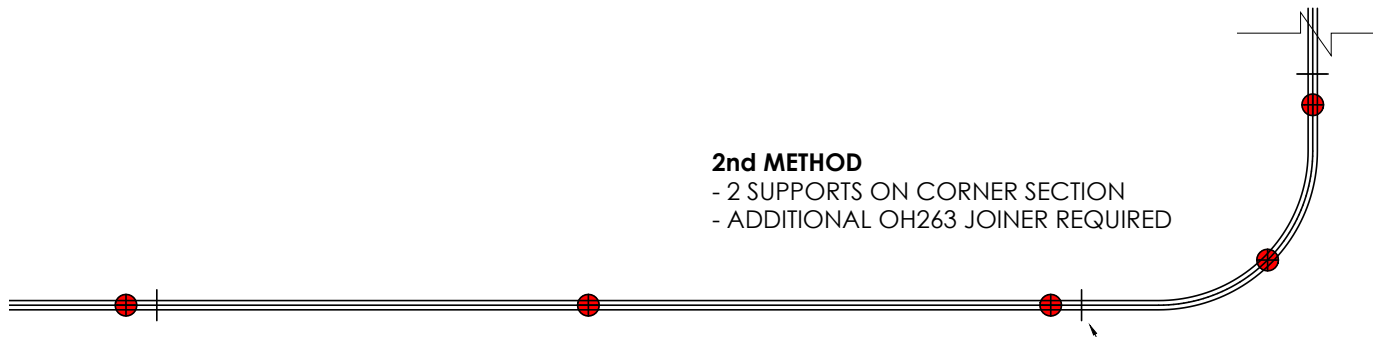 2nd METHOD
- 2 SUPPORTS ON CORNER SECTION
- ADDITIONAL OH263 JOINER REQUIRED